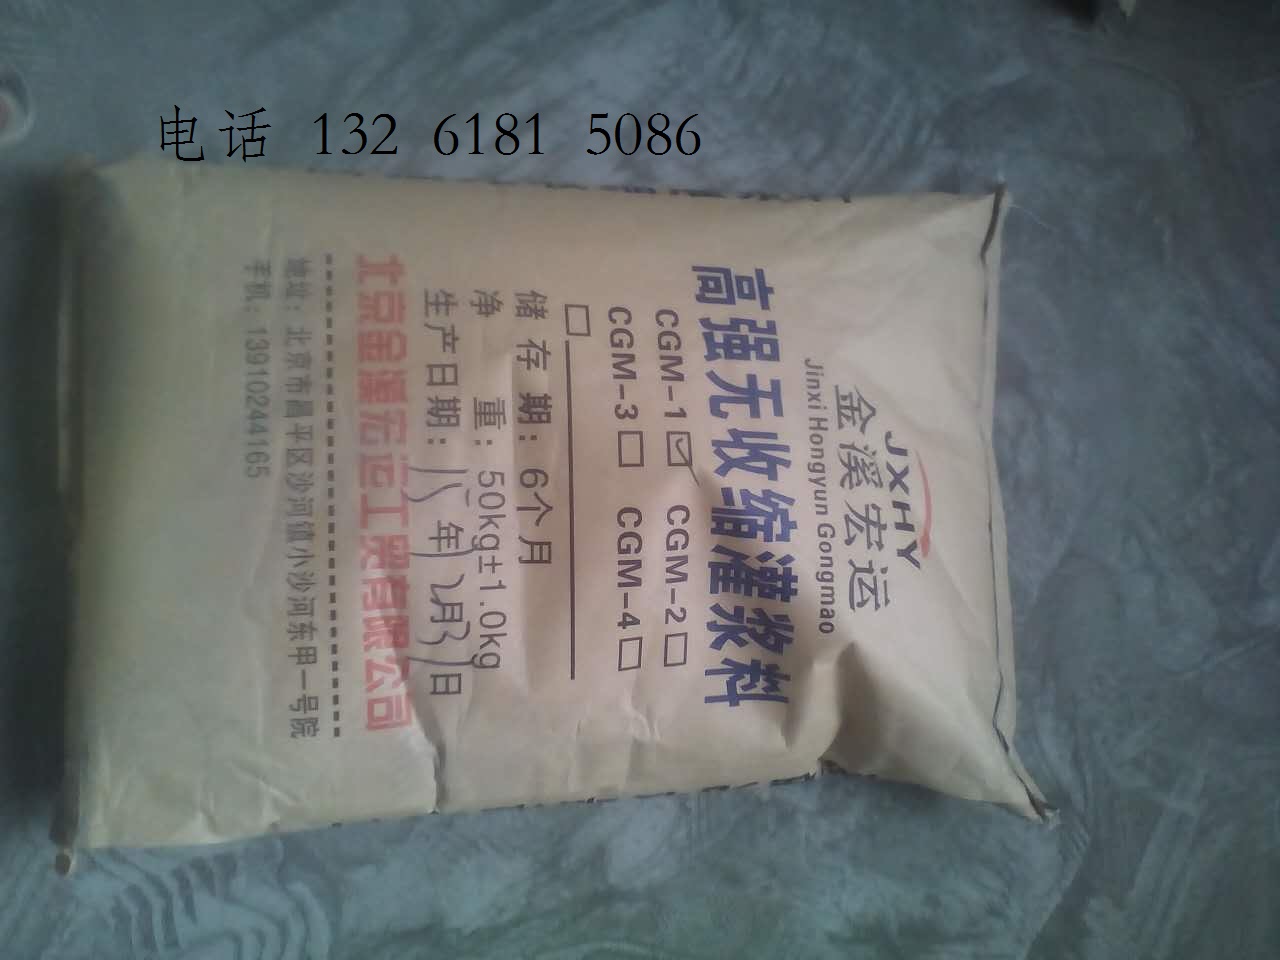 电话 132 6181 5086
JXHY
金溪宏运
Jinxi Hongyun Gongmao
高强无收缩灌浆料
CGM-1☑ CGM-2□
CGM-3□ CGM-4□
□
储存期：6个月
净重：50kg±1.0kg
生产日期： 年 月 日
北京金溪宏运工贸有限公司
地址：北京市昌平区沙河镇小沙河东甲一号院
手机：13910244165